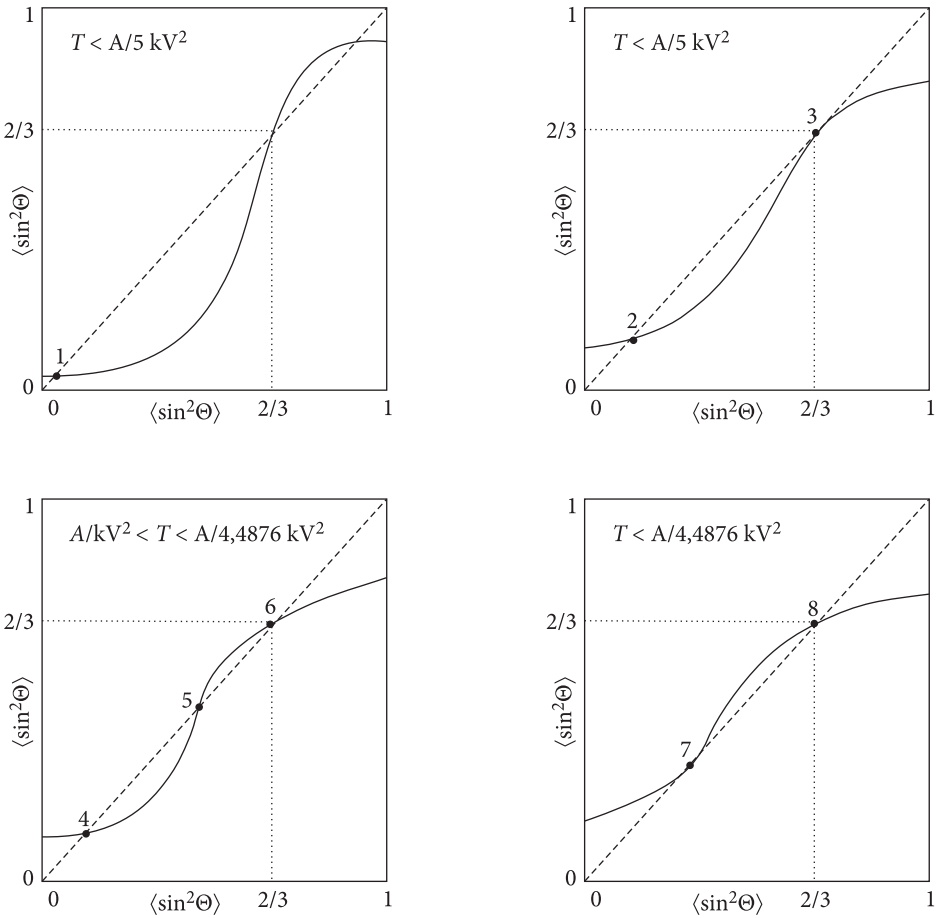 1
T < A/5 kV²
2/3
⟨sin²Θ⟩
1
0
0
⟨sin²Θ⟩
2/3
1
1
T < A/5 kV²
3
2/3
⟨sin²Θ⟩
2
0
0
⟨sin²Θ⟩
2/3
1
1
A/kV² < T < A/4,4876 kV²
6
2/3
5
⟨sin²Θ⟩
4
0
0
⟨sin²Θ⟩
2/3
1
1
T < A/4,4876 kV²
8
2/3
⟨sin²Θ⟩
7
0
0
⟨sin²Θ⟩
2/3
1